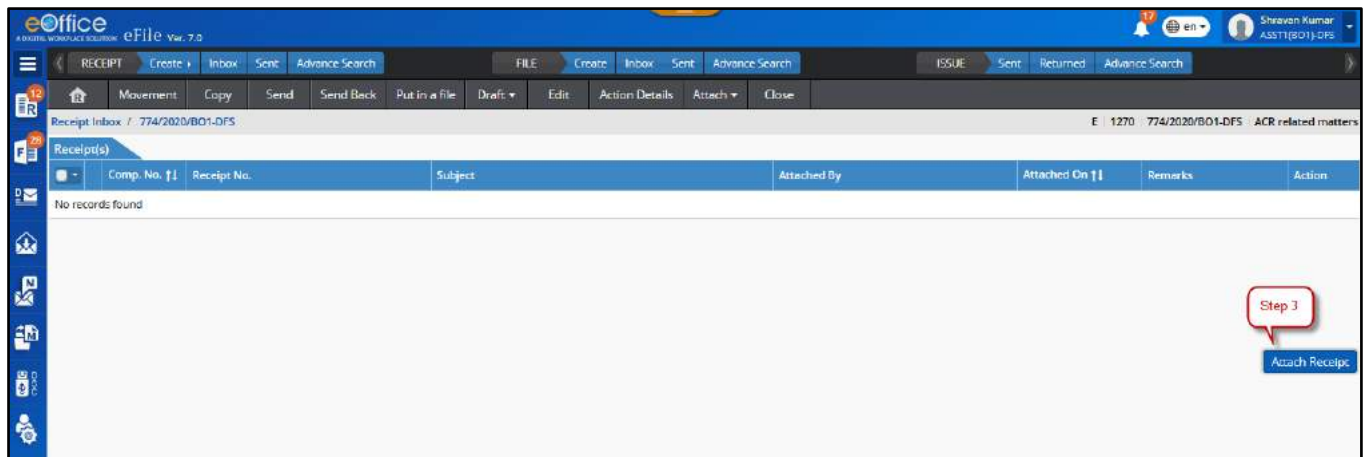 eOffice
A DIGITAL WORKPLACE SOLUTION eFile Ver. 7.0
17 en Shravan Kumar
ASSTT(BO1)-DFS
RECEIPT Create Inbox Sent Advance Search FILE Create Inbox Sent Advance Search ISSUE Sent Returned Advance Search
12 R Movement Copy Send Send Back Put in a file Draft Edit Action Details Attach Close
Receipt Inbox / 774/2020/BO1-DFS E 1270 774/2020/BO1-DFS ACR related matters
28 Receipt(s)
Comp. No. Receipt No. Subject Attached By Attached On Remarks Action
No records found
Step 3
Attach Receipt